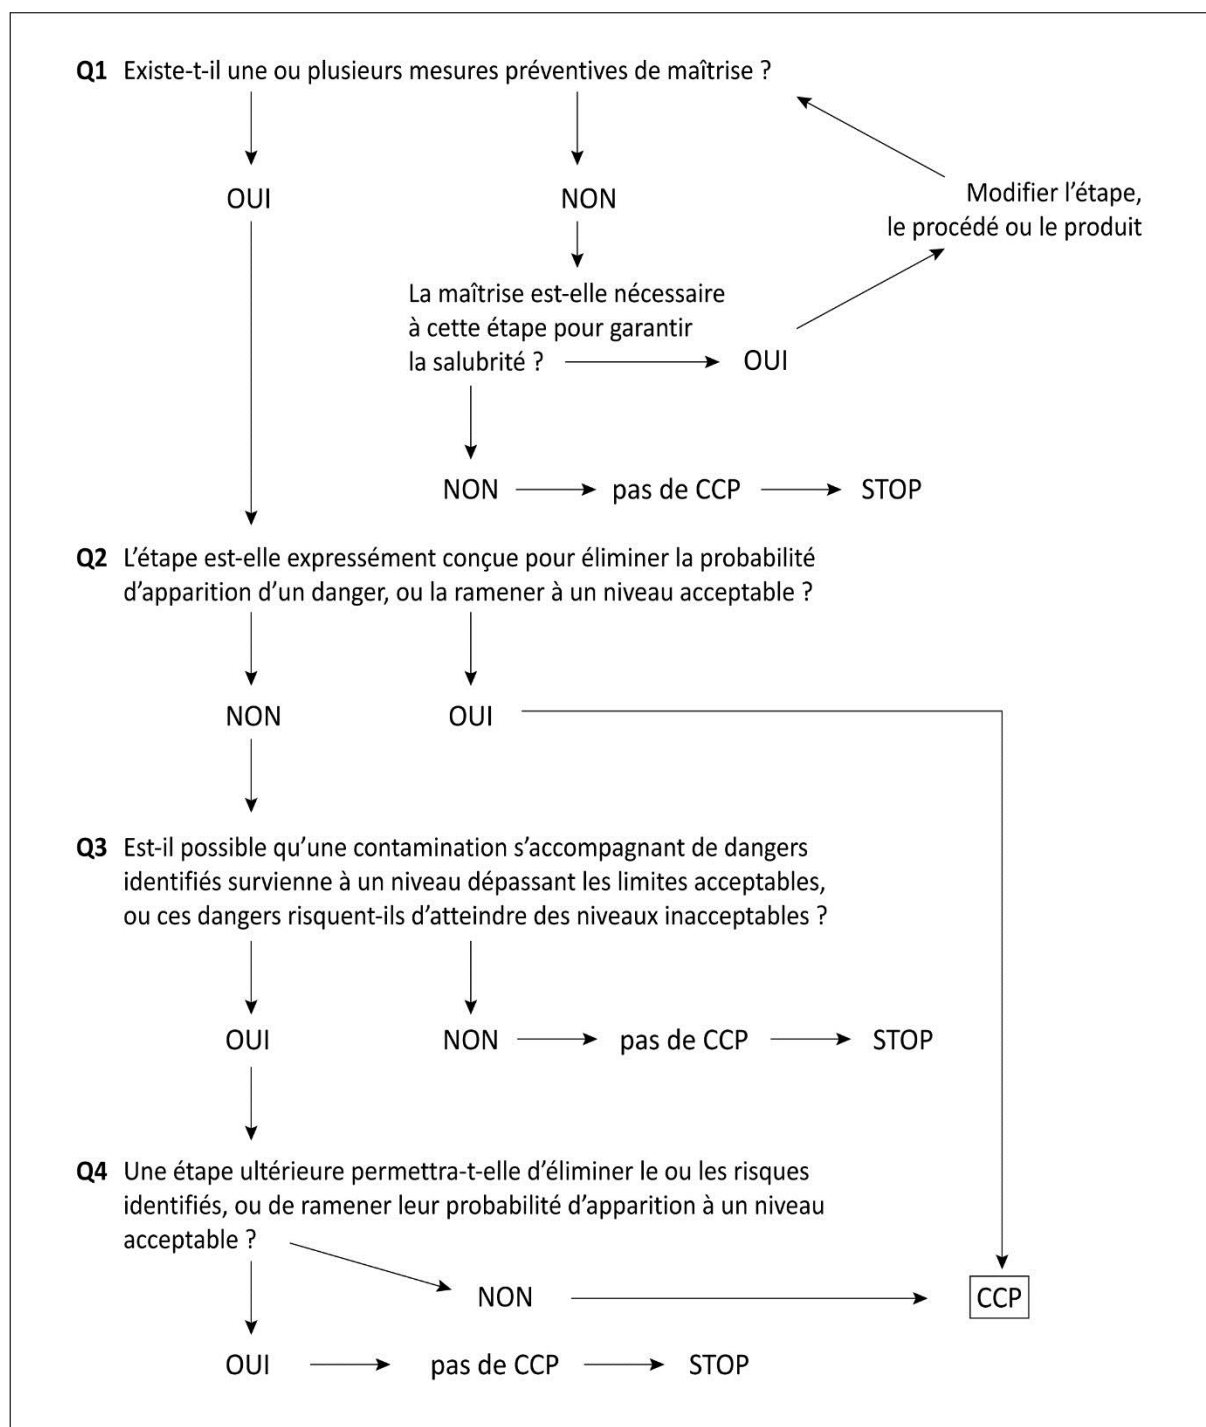 Q1 Existe-t-il une ou plusieurs mesures préventives de maîtrise ?
OUI
NON
Modifier l’étape,
le procédé ou le produit
La maîtrise est-elle nécessaire
à cette étape pour garantir
la salubrité ?
OUI
NON
pas de CCP
STOP
Q2 L’étape est-elle expressément conçue pour éliminer la probabilité
d’apparition d’un danger, ou la ramener à un niveau acceptable ?
NON
OUI
Q3 Est-il possible qu’une contamination s’accompagnant de dangers
identifiés survienne à un niveau dépassant les limites acceptables,
ou ces dangers risquent-ils d’atteindre des niveaux inacceptables ?
OUI
NON
pas de CCP
STOP
Q4 Une étape ultérieure permettra-t-elle d’éliminer le ou les risques
identifiés, ou de ramener leur probabilité d’apparition à un niveau
acceptable ?
NON
CCP
OUI
pas de CCP
STOP